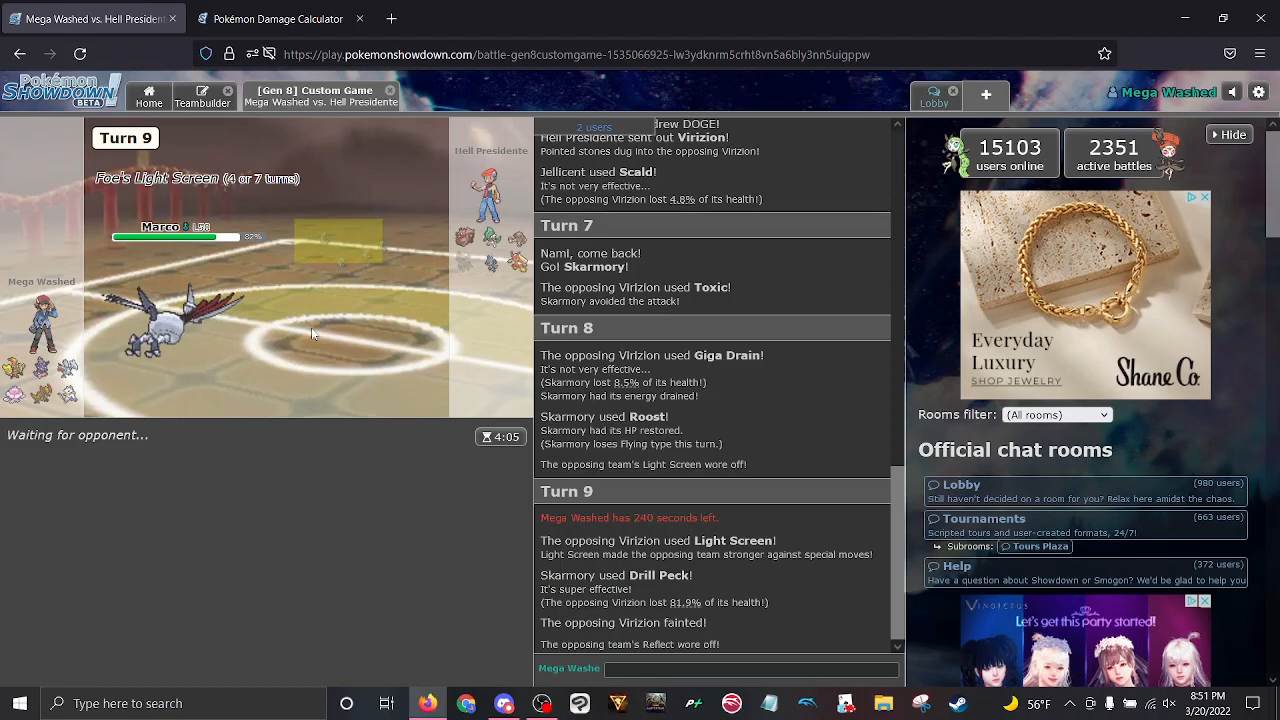 Mega Washed vs. Hell Presiden
Pokémon Damage Calculator
https://play.pokemonshowdown.com/battle-gen8customgame-1535066925-lw3ydknrm5crht8vn5a6bly3nn5uigppw
Pokémon
Showdown!
BETA
Home
Teambuilder
[Gen 8] Custom Game
Mega Washed vs. Hell Presidente
Lobby
Mega Washed
Turn 9
Foe's Light Screen (4 or 7 turns)
Marco L58
82%
Hell Presidente
Mega Washed
Waiting for opponent...
4:05
2 users
rew DOGE!
Hell Presidente sent out Virizion!
Pointed stones dug into the opposing Virizion!
Jellicent used Scald!
It's not very effective...
(The opposing Virizion lost 4.8% of its health!)
Turn 7
Naml, come back!
Go! Skarmory!
The opposing Virizion used Toxic!
Skarmory avoided the attack!
Turn 8
The opposing Virizion used Giga Drain!
It's not very effective...
(Skarmory lost 8.5% of its health!)
Skarmory had its energy drained!
Skarmory used Roost!
Skarmory had its HP restored.
(Skarmory loses Flying type this turn.)
The opposing team's Light Screen wore off!
Turn 9
Mega Washed has 240 seconds left.
The opposing Virizion used Light Screen!
Light Screen made the opposing team stronger against special moves!
Skarmory used Drill Peck!
It's super effective!
(The opposing Virizion lost 81.9% of its health!)
The opposing Virizion fainted!
The opposing team's Reflect wore off!
Mega Washe
15103
users online
2351
active battles
Hide
Everyday
Luxury
SHOP JEWELRY
Shane Co.
Rooms filter:
(All rooms)
Official chat rooms
Lobby
(980 users)
Still haven't decided on a room for you? Relax here amidst the chaos.
Tournaments
(663 users)
Scripted tours and user-created formats, 24/7!
Subrooms:
Tours Plaza
Help
(372 users)
Have a question about Showdown or Smogon? We'd be glad to help you
VINDICTUS
Let's get this party started!
Type here to search
56°F
8:51 PM
3/20/2022